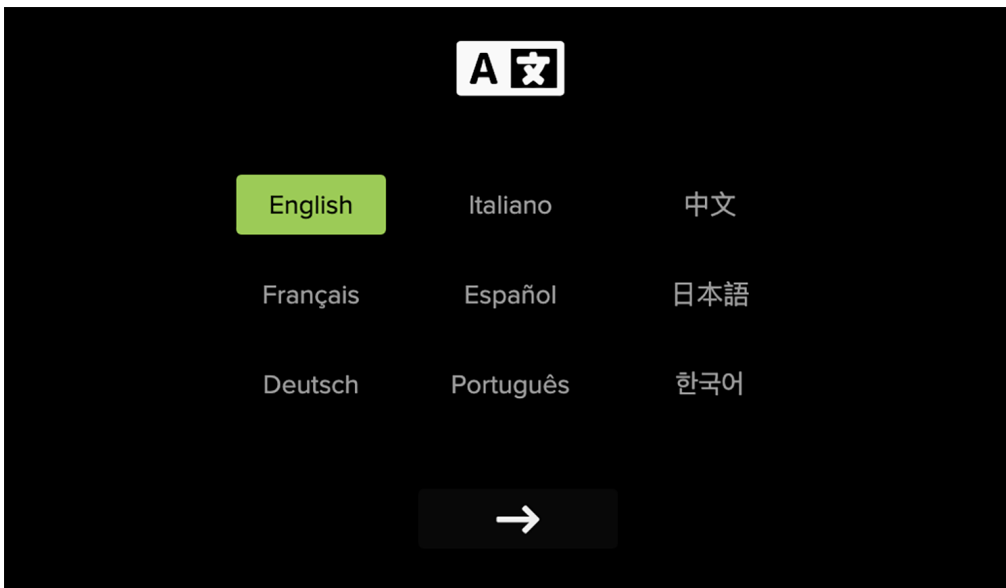 A 文
English Italiano 中文
Français Español 日本語
Deutsch Português 한국어